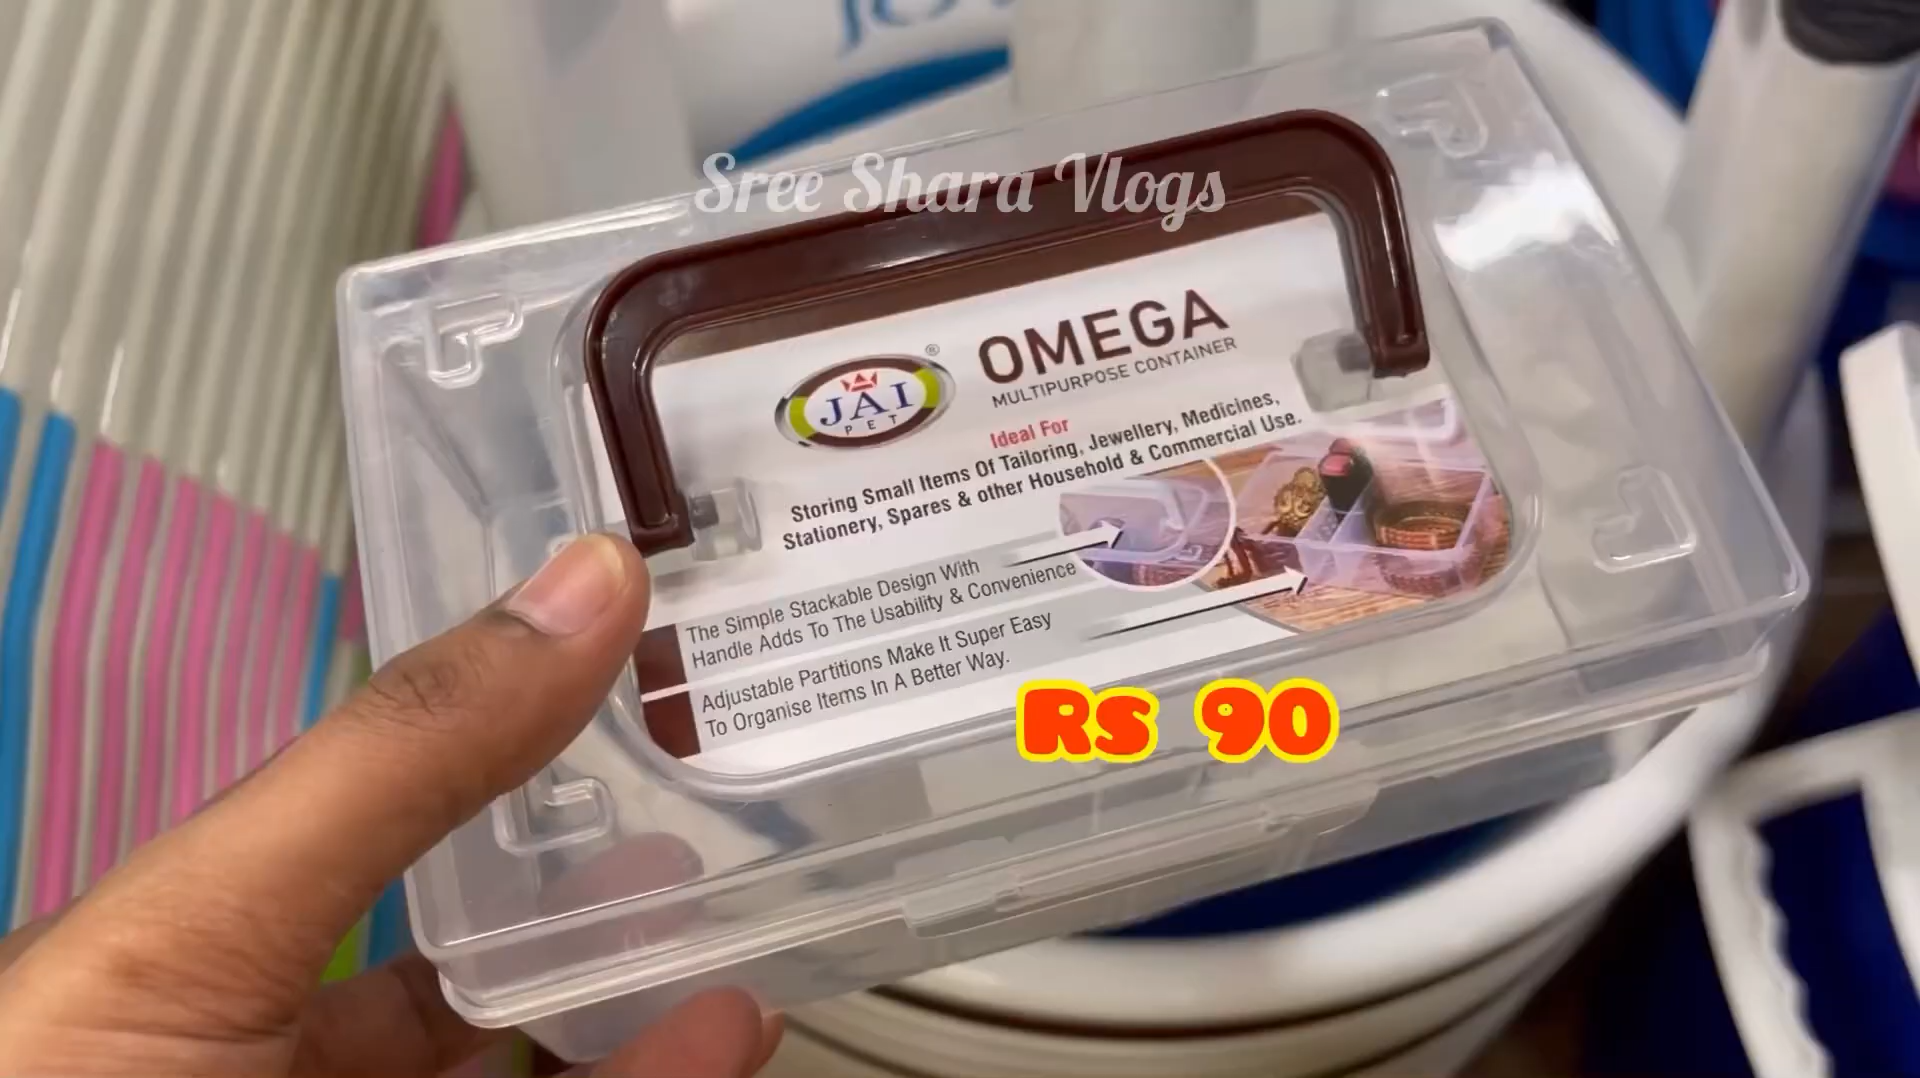 Sree Shara Vlogs
JAI
PET
®
OMEGA
MULTIPURPOSE CONTAINER
Ideal For
Storing Small Items Of Tailoring, Jewellery, Medicines,
Stationery, Spares & other Household & Commercial Use.
The Simple Stackable Design With
Handle Adds To The Usability & Convenience
Adjustable Partitions Make It Super Easy
To Organise Items In A Better Way.
Rs 90